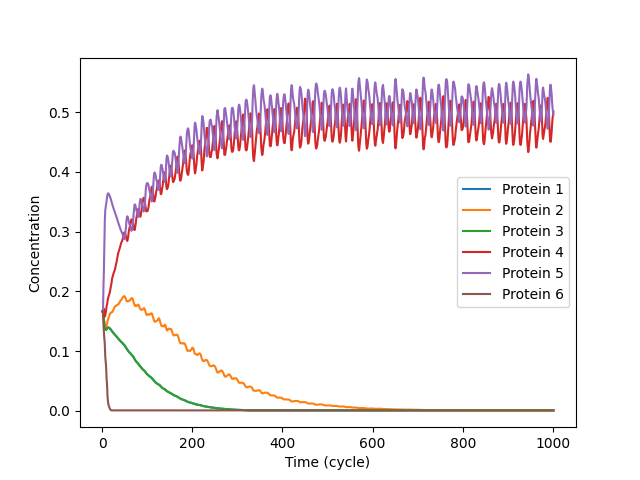 0.5
0.4
0.3
0.2
0.1
0.0
Concentration
Protein 1
Protein 2
Protein 3
Protein 4
Protein 5
Protein 6
0 200 400 600 800 1000
Time (cycle)